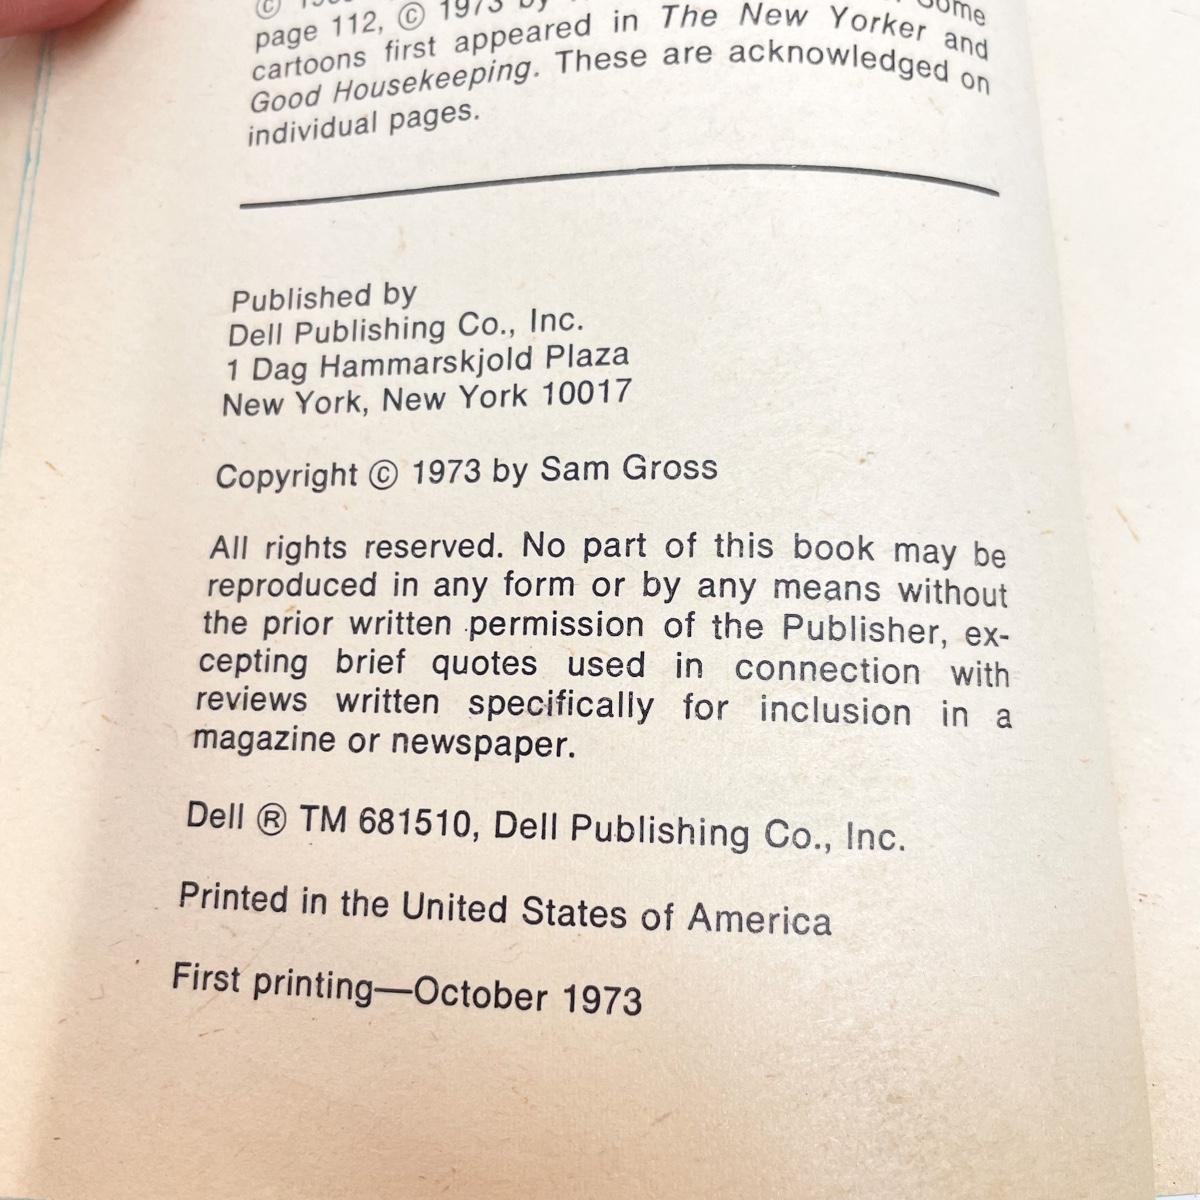 page 112, © 1973 by
cartoons first appeared in The New Yorker and
Good Housekeeping. These are acknowledged on
individual pages.
Published by
Dell Publishing Co., Inc.
1 Dag Hammarskjold Plaza
New York, New York 10017
Copyright © 1973 by Sam Gross
All rights reserved. No part of this book may be
reproduced in any form or by any means without
the prior written permission of the Publisher, ex-
cepting brief quotes used in connection with
reviews written specifically for inclusion in a
magazine or newspaper.
Dell ® TM 681510, Dell Publishing Co., Inc.
Printed in the United States of America
First printing—October 1973